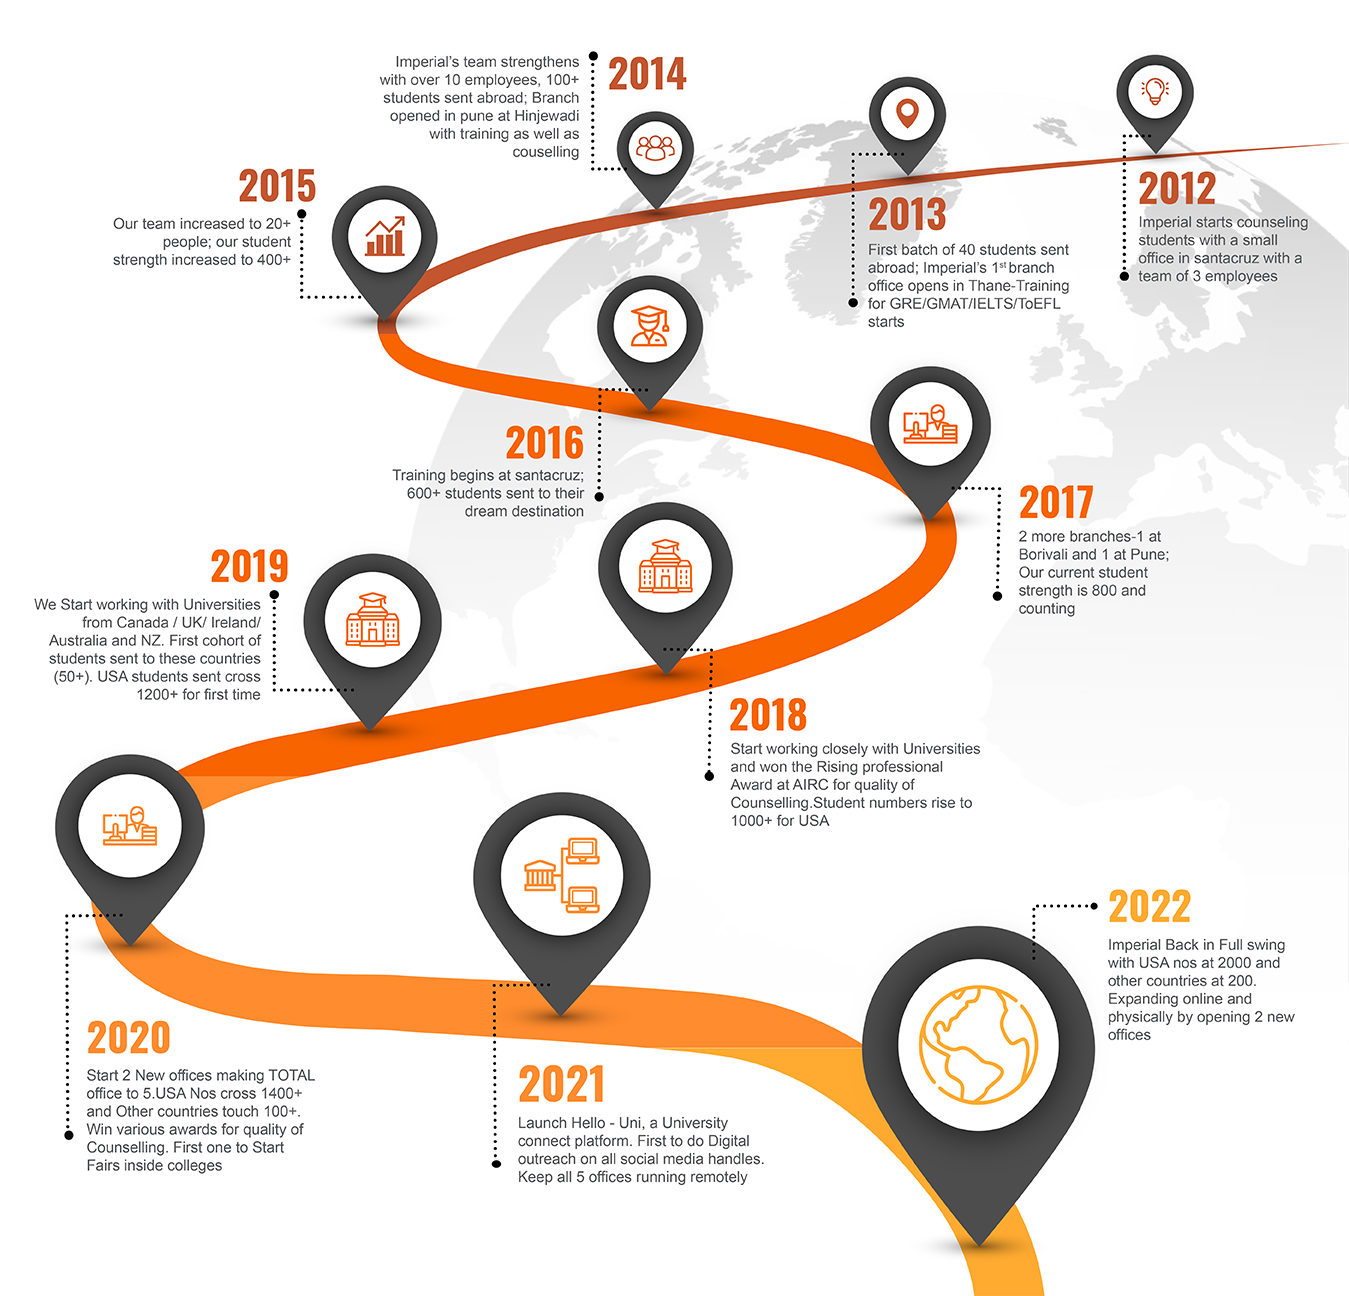 2014
Imperial's team strengthens
with over 10 employees, 100+
students sent abroad; Branch
opened in pune at Hinjewadi
with training as well as
couselling
2012
Imperial starts counseling
students with a small
office in santacruz with a
team of 3 employees
2013
First batch of 40 students sent
abroad; Imperial's 1st branch
office opens in Thane-Training
for GRE/GMAT/IELTS/ToEFL
starts
2015
Our team increased to 20+
people; our student
strength increased to 400+
2016
Training begins at santacruz;
600+ students sent to their
dream destination
2017
2 more branches-1 at
Borivali and 1 at Pune;
Our current student
strength is 800 and
counting
2019
We Start working with Universities
from Canada / UK/ Ireland/
Australia and NZ. First cohort of
students sent to these countries
(50+). USA students sent cross
1200+ for first time
2018
Start working closely with Universities
and won the Rising professional
Award at AIRC for quality of
Counselling.Student numbers rise to
1000+ for USA
2022
Imperial Back in Full swing
with USA nos at 2000 and
other countries at 200.
Expanding online and
physically by opening 2 new
offices
2020
Start 2 New offices making TOTAL
office to 5.USA Nos cross 1400+
and Other countries touch 100+.
Win various awards for quality of
Counselling. First one to Start
Fairs inside colleges
2021
Launch Hello - Uni, a University
connect platform. First to do Digital
outreach on all social media handles.
Keep all 5 offices running remotely